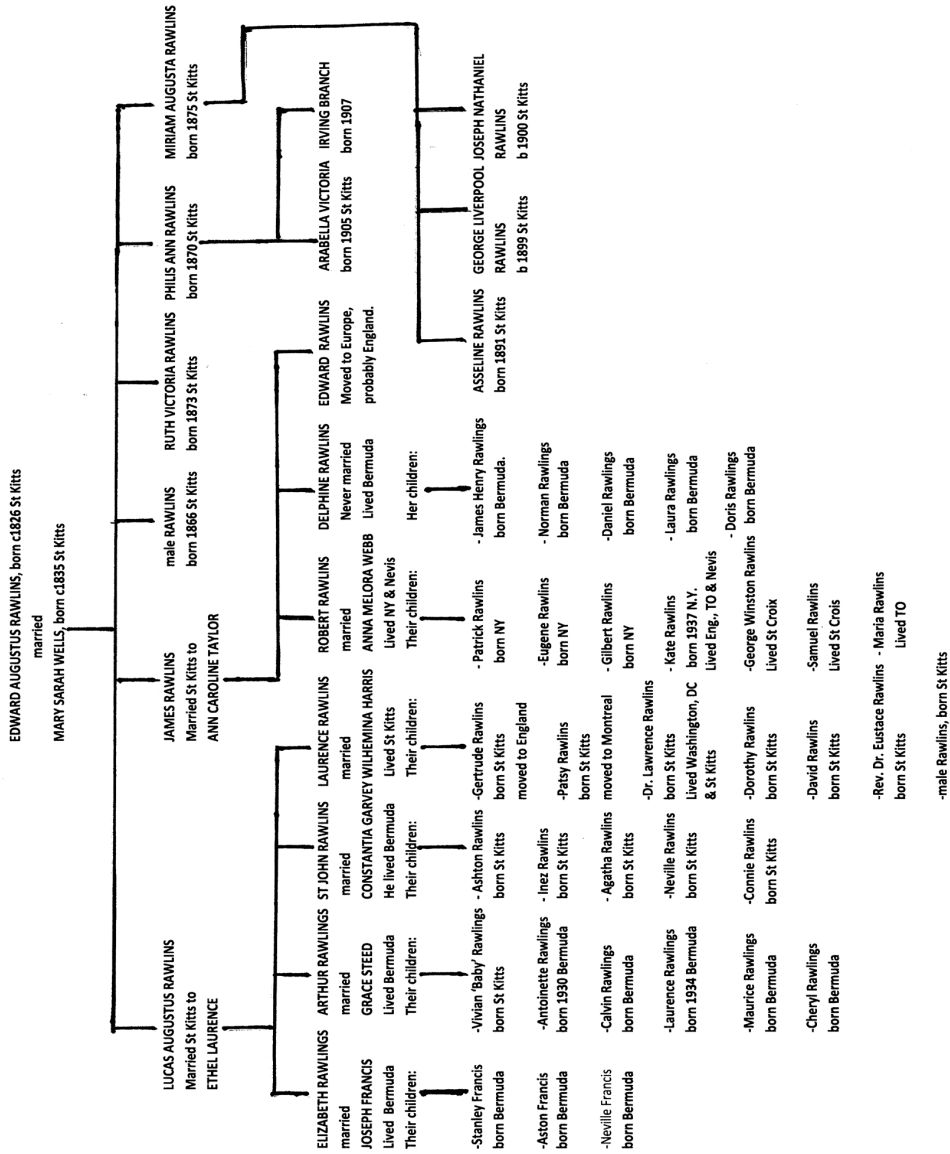 EDWARD AUGUSTUS RAWLINS, born c1826 St Kitts
married
MARY SARAH WELLS, born c1835 St Kitts
LUCAS AUGUSTUS RAWLINS
Married St Kitts to
ETHEL LAURENCE
JAMES RAWLINS
Married St Kitts to
ANN CAROLINE TAYLOR
male RAWLINS
born 1866 St Kitts
RUTH VICTORIA RAWLINS
born 1873 St Kitts
PHILIS ANN RAWLINS
born 1870 St Kitts
MIRIAM AUGUSTA RAWLINS
born 1875 St Kitts
ELIZABETH RAWLINGS
married
JOSEPH FRANCIS
Lived Bermuda
Their children:
-Stanley Francis
born Bermuda
-Aston Francis
born Bermuda
-Neville Francis
born Bermuda
ARTHUR RAWLINGS
married
GRACE STEED
Lived Bermuda
Their children:
-Vivian 'Baby' Rawlings
born St Kitts
-Antoinette Rawlings
born 1930 Bermuda
-Calvin Rawlings
born Bermuda
-Laurence Rawlings
born 1934 Bermuda
-Maurice Rawlings
born Bermuda
-Cheryl Rawlings
born Bermuda
ST JOHN RAWLINS
married
CONSTANTIA GARVEY
He lived Bermuda
Their children:
- Ashton Rawlins
born St Kitts
- Inez Rawlins
born St Kitts
- Agatha Rawlins
born St Kitts
-Neville Rawlins
born St Kitts
-Connie Rawlins
born St Kitts
LAURENCE RAWLINS
married
WILHEMINA HARRIS
Lived St Kitts
Their children:
-Gertrude Ravlins
born St Kitts
moved to England
-Patsy Rawlins
born St Kitts
moved to Montreal
-Dr. Lawrence Rawlins
born St Kitts
Lived Washington, DC
& St Kitts
-Dorothy Rawlins
born St Kitts
-David Rawlins
born St Kitts
-Rev. Dr. Eustace Rawlins
born St Kitts
-male Rawlins, born St Kitts
ROBERT RAWLINS
married
ANNA MELORA WEBB
Lived NY & Nevis
Their children:
- Patrick Rawlins
born NY
-Eugene Rawlins
born NY
- Gilbert Rawlins
born NY
- Kate Rawlins
born 1937 N.Y.
Lived Eng., TO & Nevis
-George Winston Rawlins
Lived St Croix
-Samuel Rawlins
Lived St Crois
- Maria Rawlins
Lived TO
DELPHINE RAWLINS
Never married
Lived Bermuda
Her children:
- James Henry Rawlings
born Bermuda.
- Norman Rawlings
born Bermuda
-Daniel Rawlings
born Bermuda
- Laura Rawlings
born Bermuda
- Doris Rawlings
born Bermuda
EDWARD RAWLINS
Moved to Europe,
probably England.
ARABELLA VICTORIA
born 1905 St Kitts
IRVING BRANCH
born 1907
ASSELINE RAWLINS
born 1891 St Kitts
GEORGE LIVERPOOL
RAWLINS
b 1899 St Kitts
JOSEPH NATHANIEL
RAWLINS
b 1900 St Kitts